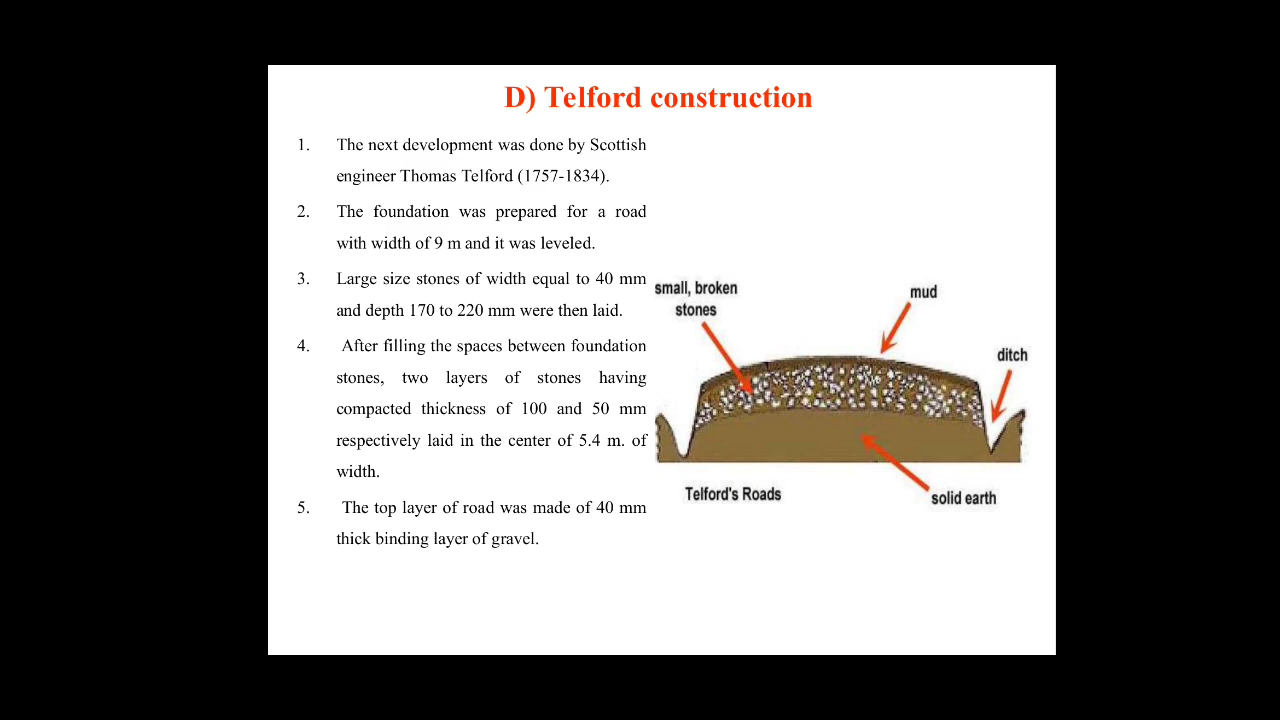 D) Telford construction
1. The next development was done by Scottish
engineer Thomas Telford (1757-1834).
2. The foundation was prepared for a road
with width of 9 m and it was leveled.
3. Large size stones of width equal to 40 mm
and depth 170 to 220 mm were then laid.
4. After filling the spaces between foundation
stones, two layers of stones having
compacted thickness of 100 and 50 mm
respectively laid in the center of 5.4 m. of
width.
5. The top layer of road was made of 40 mm
thick binding layer of gravel.
small, broken
stones
mud
ditch
Telford's Roads
solid earth